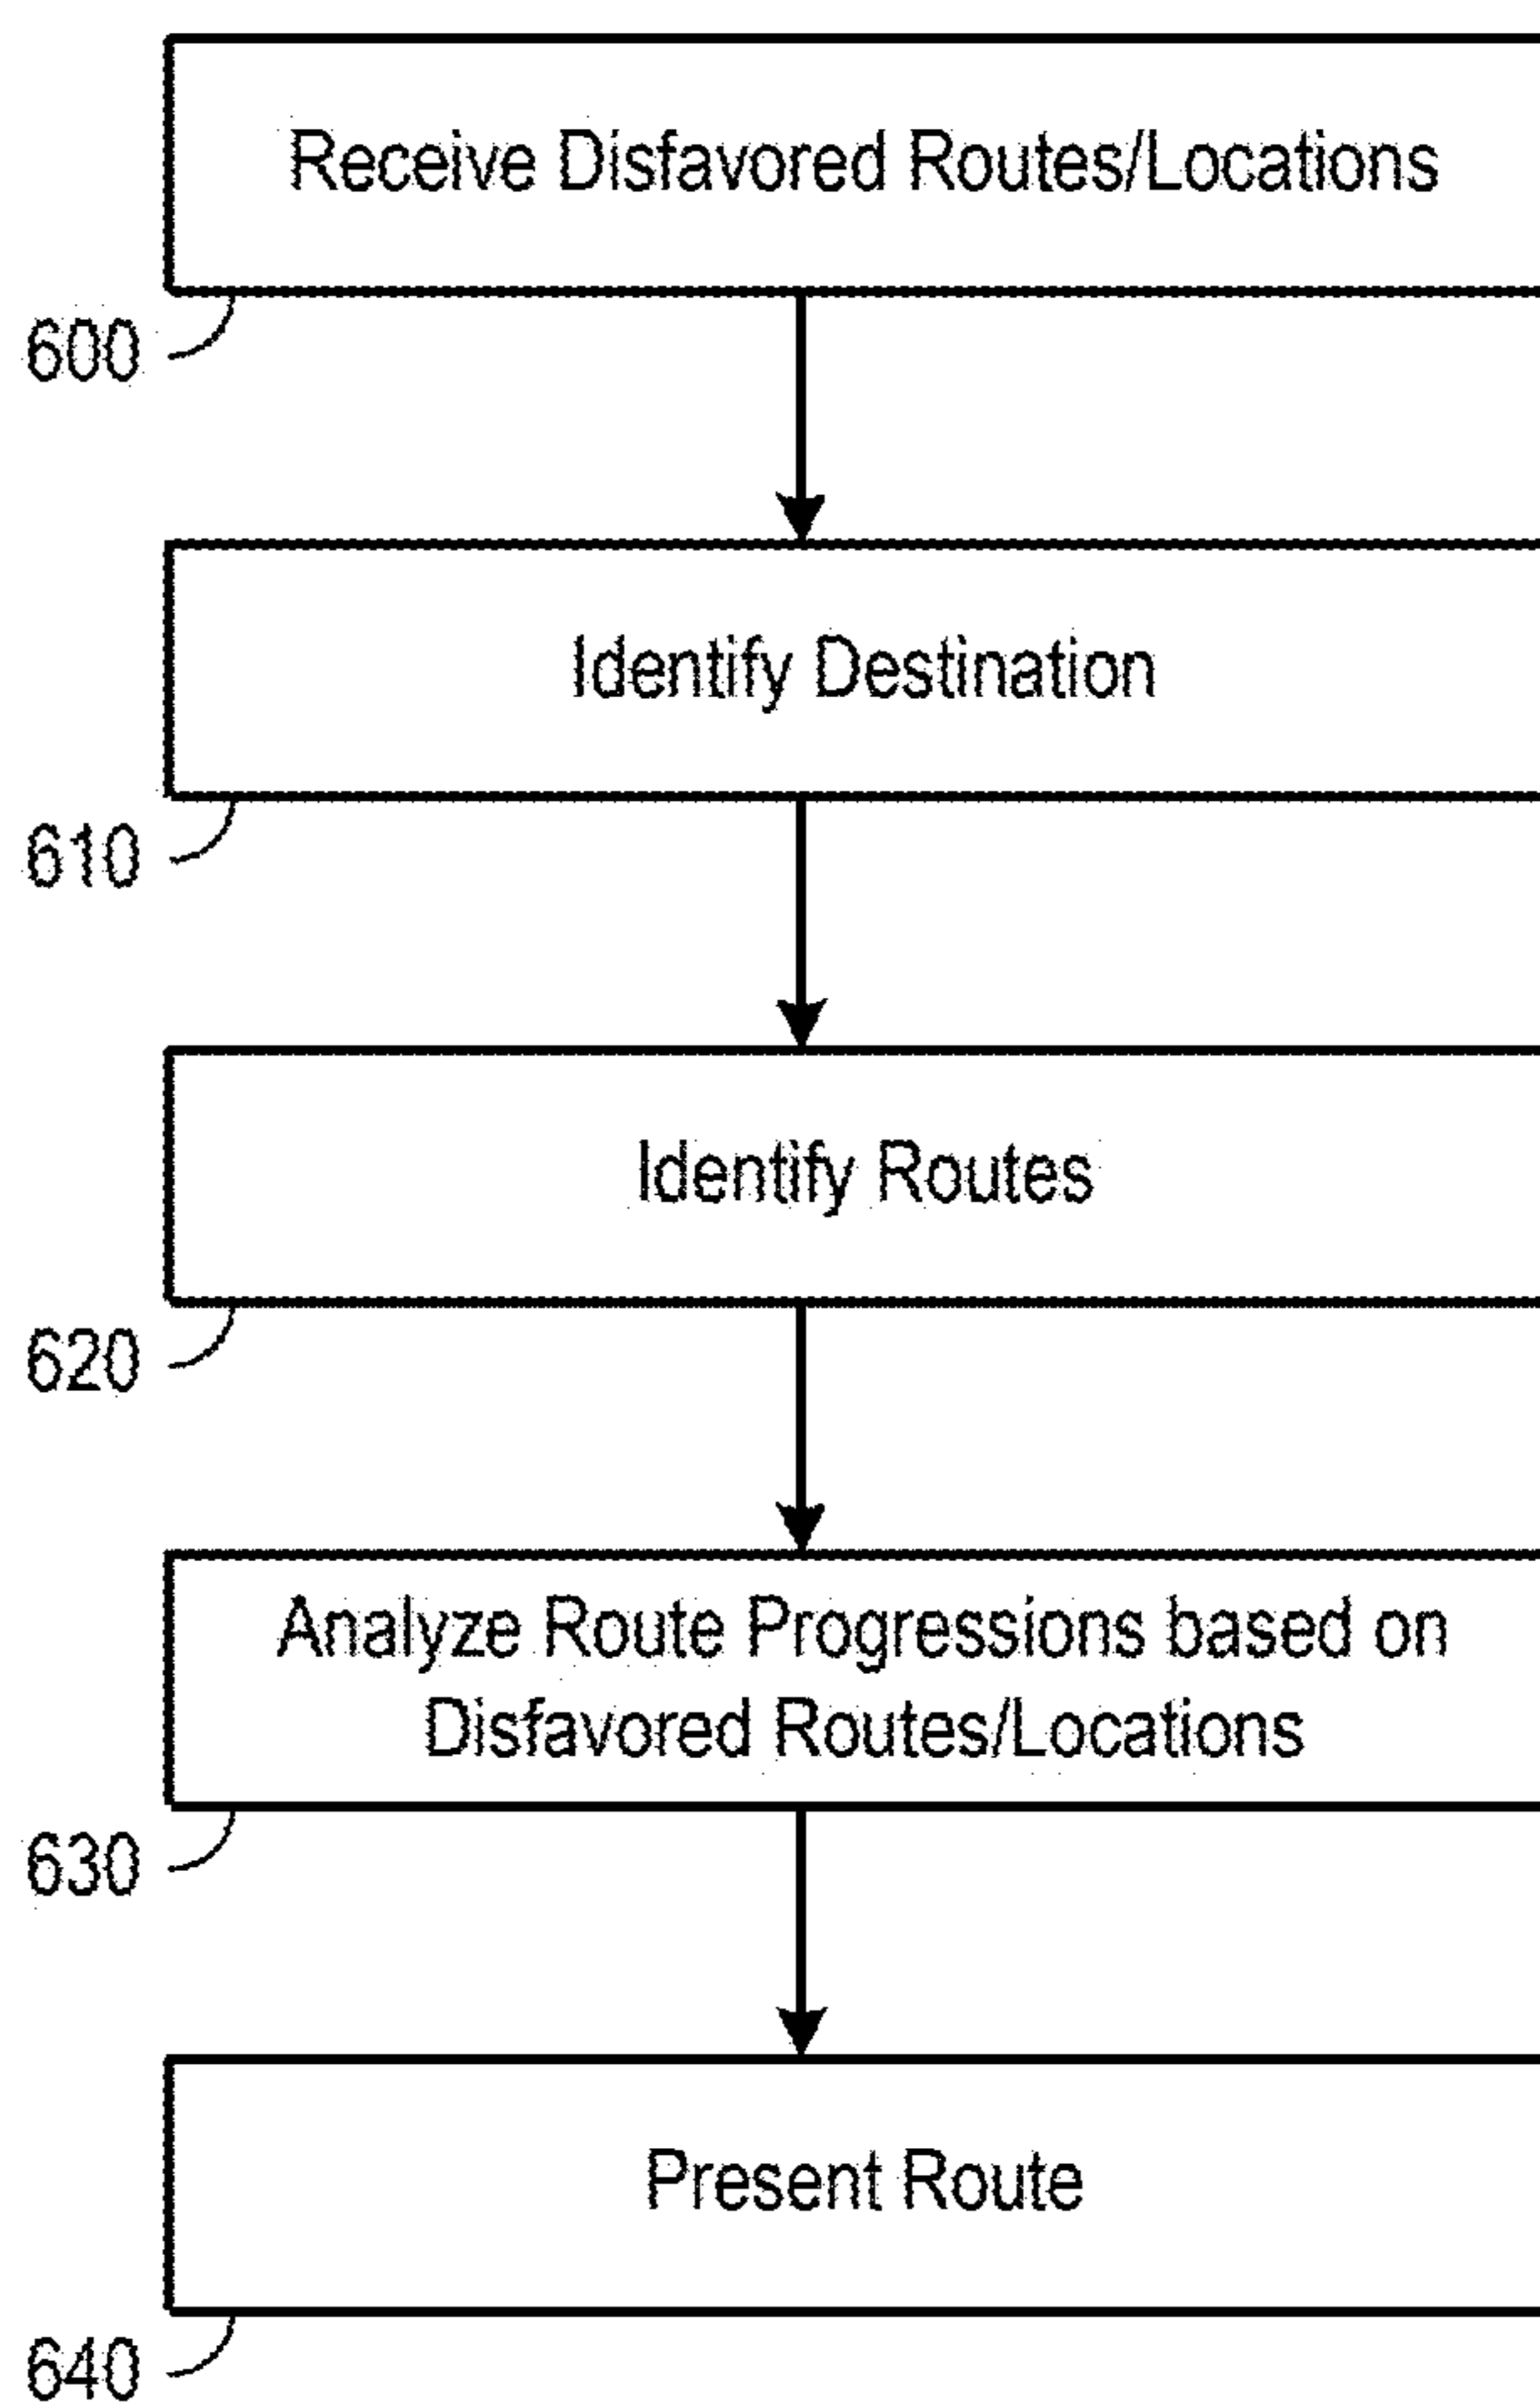 Receive Disfavored Routes/Locations
600
Identify Destination
610
Identify Routes
620
Analyze Route Progressions based on
Disfavored Routes/Locations
630
Present Route
640